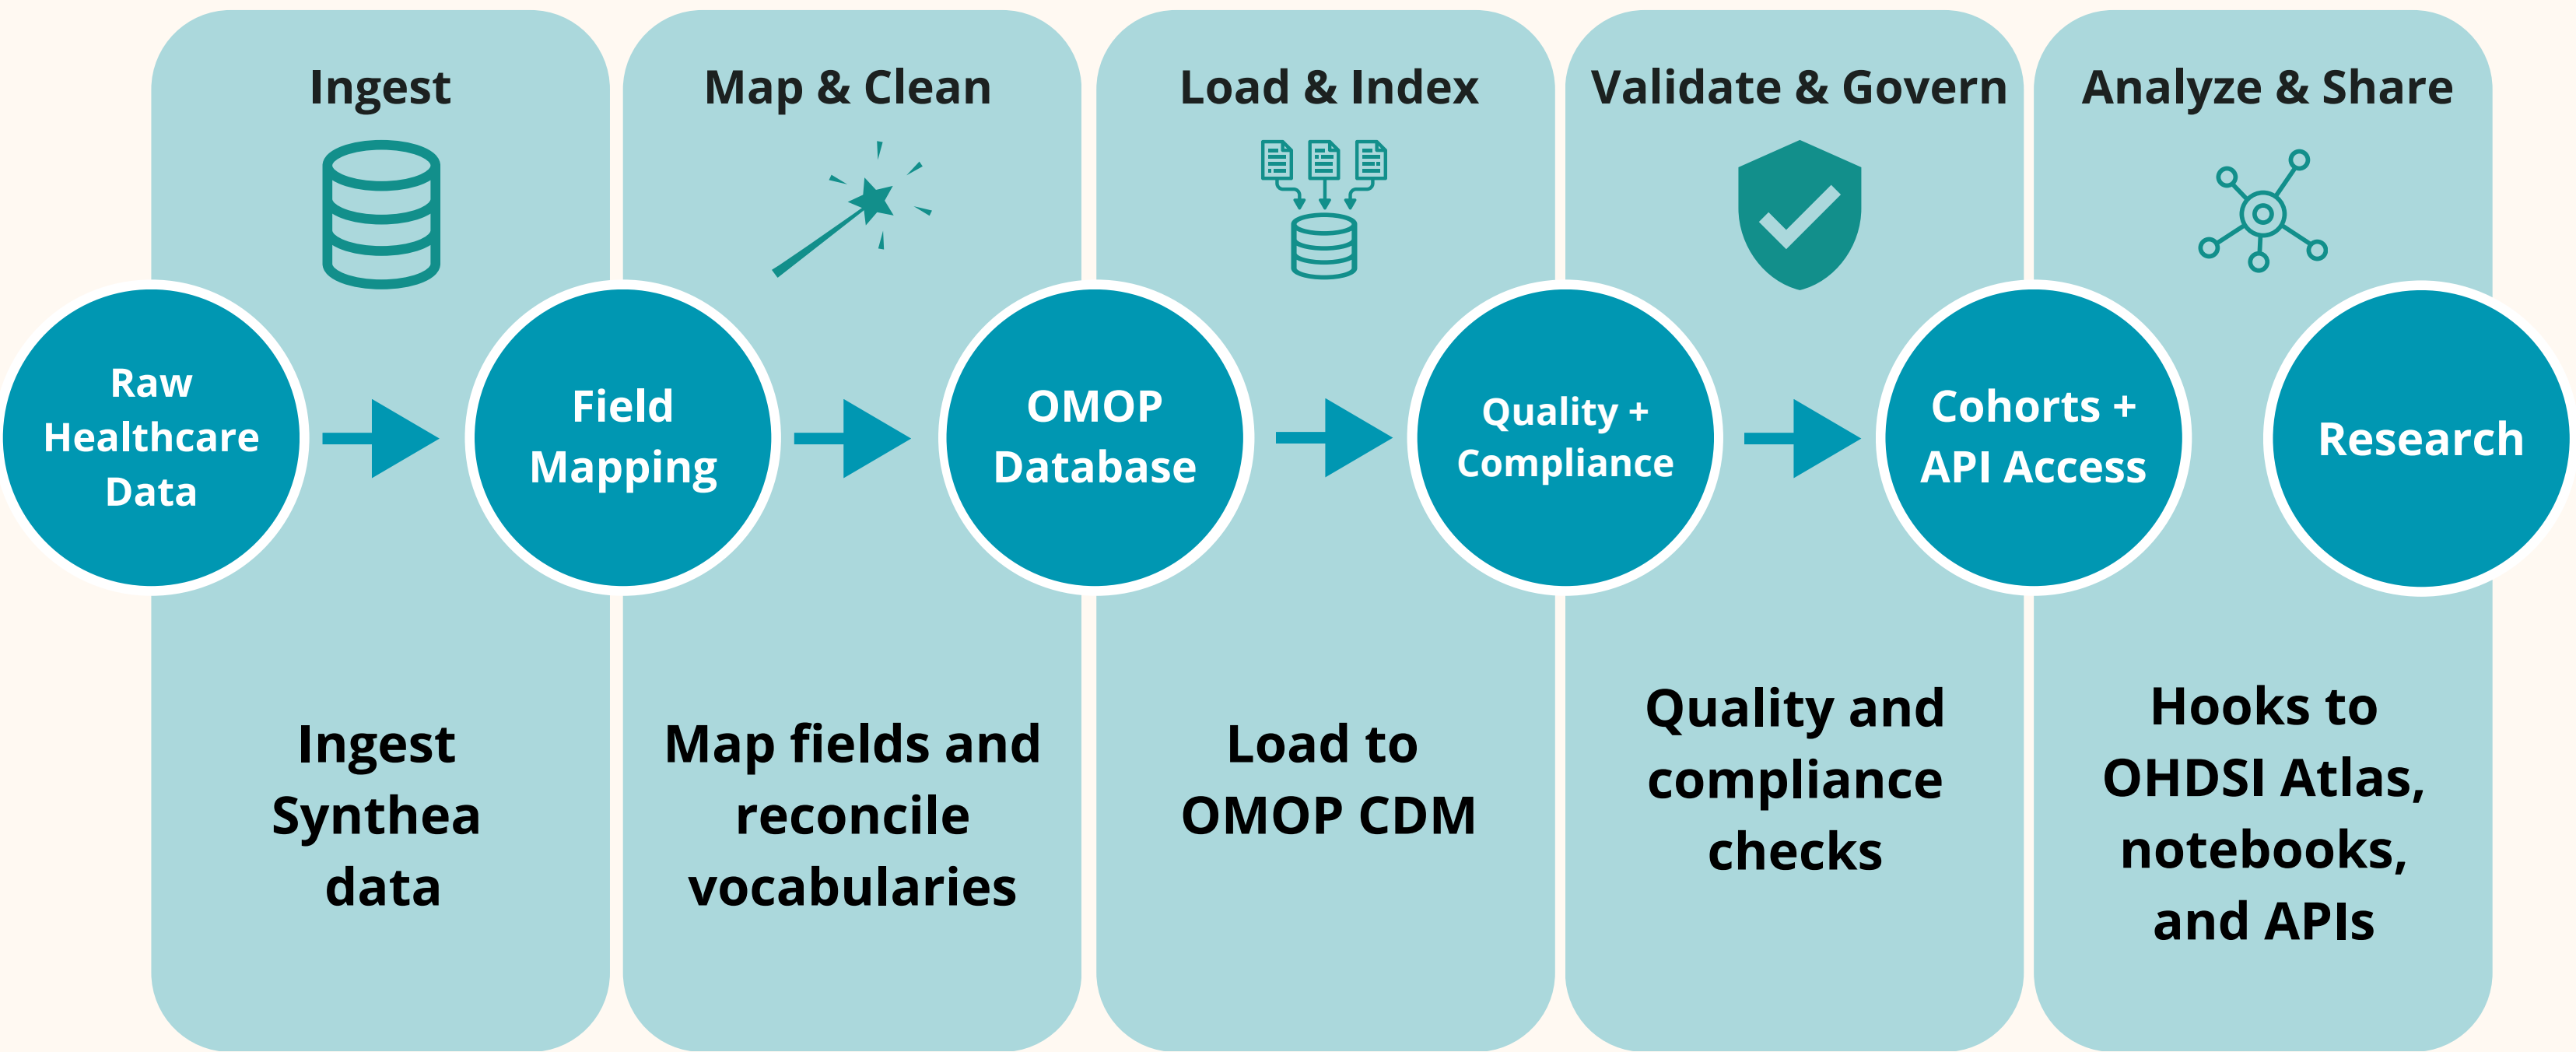 Ingest
Map & Clean
Load & Index
Validate & Govern
Analyze & Share
Raw
Healthcare
Data
Field
Mapping
OMOP
Database
Quality +
Compliance
Cohorts +
API Access
Research
Ingest
Synthea
data
Map fields and
reconcile
vocabularies
Load to
OMOP CDM
Quality and
compliance
checks
Hooks to
OHDSI Atlas,
notebooks,
and APIs